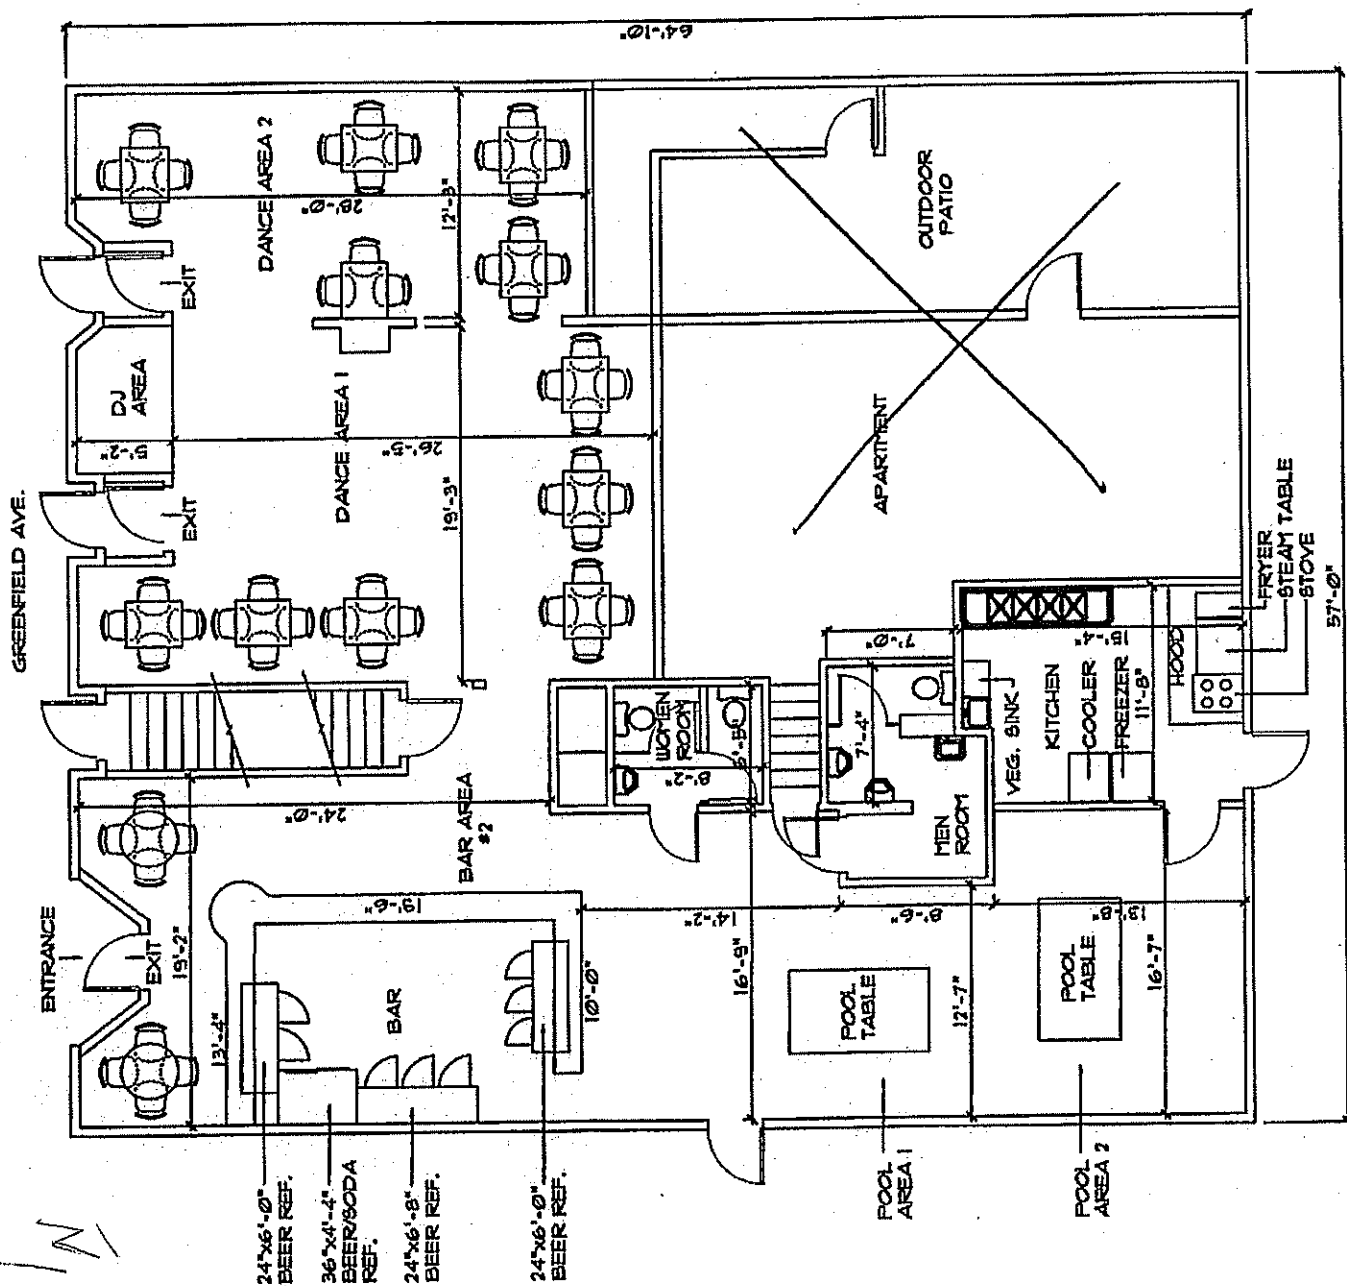 64'-10"
GREENFIELD AVE.
ENTRANCE
EXIT
EXIT
EXIT
DJ
AREA
5'-2"
DANCE AREA 2
28'-0"
12'-3"
DANCE AREA 1
26'-5"
19'-3"
19'-2"
24'-0"
BAR AREA
#2
19'-6"
13'-4"
BAR
10'-0"
24"x6'-0"
BEER REF.
36"x4'-4"
BEER/SODA
REF.
24"x6'-8"
BEER REF.
24"x6'-0"
BEER REF.
WOMEN
ROOM
8'-2"
6'-5"
14'-2"
16'-9"
7'-4"
7'-0"
MEN
ROOM
8'-6"
12'-7"
POOL
TABLE
POOL
AREA 1
POOL
TABLE
POOL
AREA 2
13'-8"
16'-7"
VEG. SINK
KITCHEN
COOLER
FREEZER
15'-4"
11'-8"
HOOD
FRYER
STEAM TABLE
STOVE
APARTMENT
OUTDOOR
PATIO
57'-0"
N